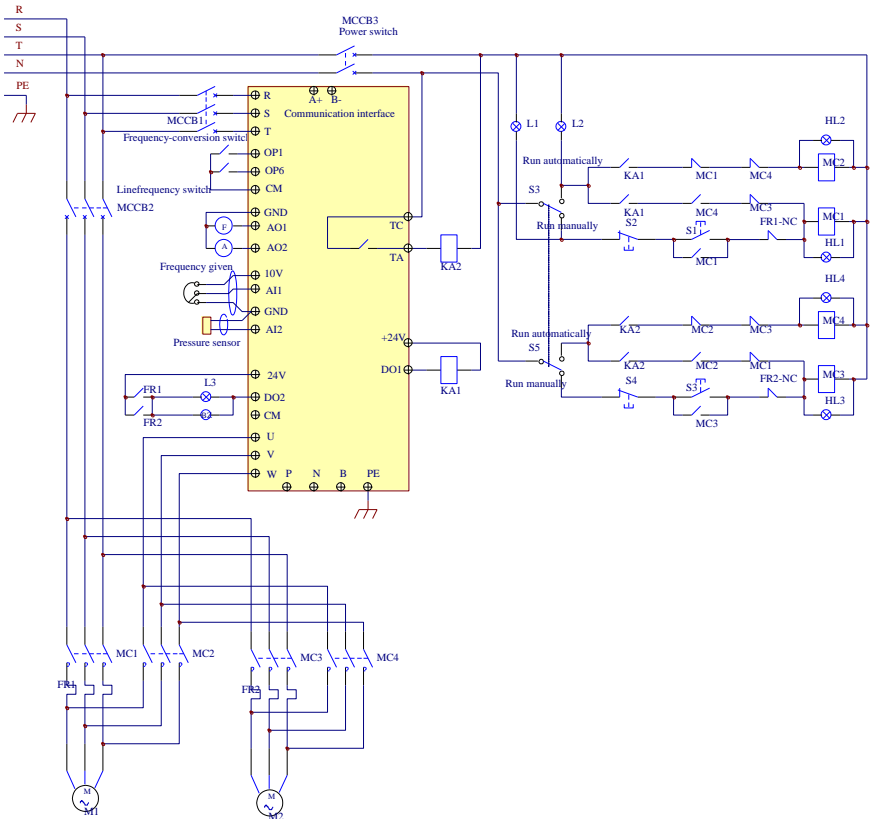 R
S
T
N
PE
MCCB3
Power switch
A+ B-
Communication interface
R
S
T
MCCB1
Frequency-conversion switch
OP1
OP6
CM
Linefrequency switch
MCCB2
GND
AO1
AO2
F
A
Frequency given
10V
AI1
GND
AI2
Pressure sensor
TC
TA
KA2
+24V
DO1
KA1
24V
DO2
CM
FR1
FR2
L3
U
V
W
P N B PE
L1
L2
Run automatically
S3
Run manually
KA1 MC1 MC4
HL2
MC2
KA1 MC4 MC3
MC1
S2
S1
MC1
FR1-NC
HL1
HL4
Run automatically
S5
Run manually
KA2 MC2 MC3
MC4
KA2 MC2 MC1
MC3
S4
S3
MC3
FR2-NC
HL3
MC1
MC2
MC3
MC4
FR1
FR2
M
M1
M
M2